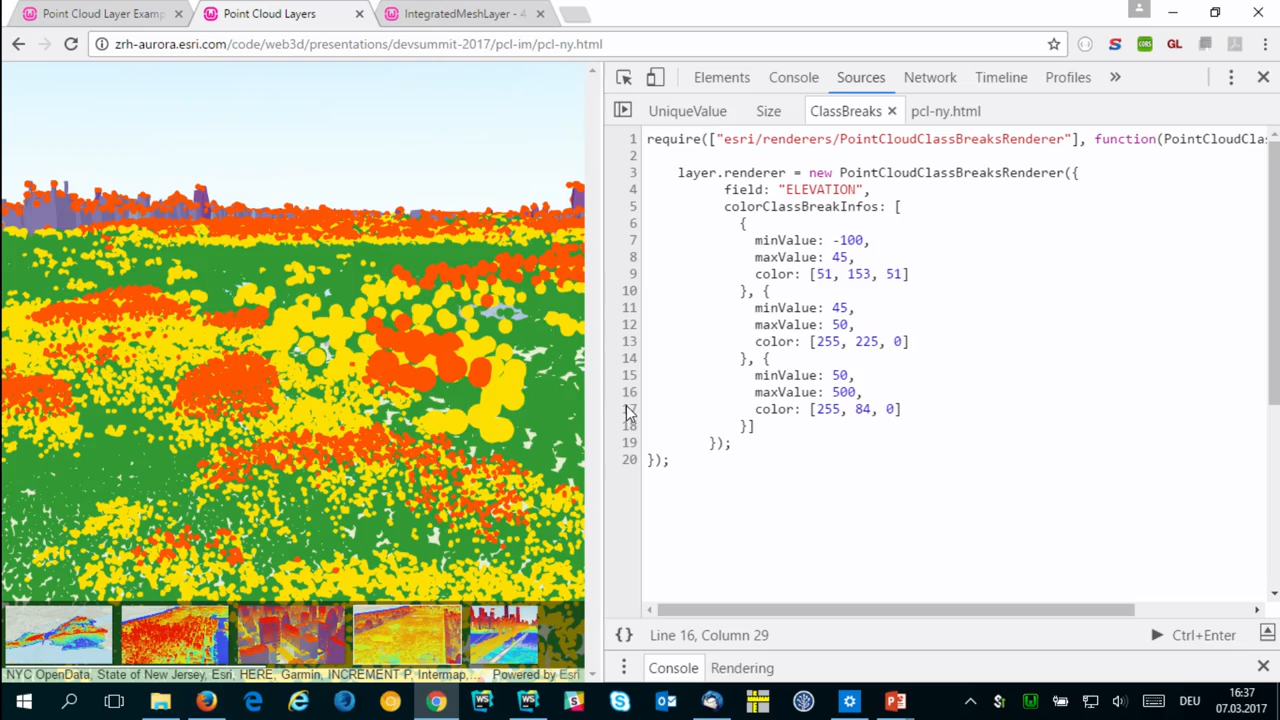 Point Cloud Layer Examp
Point Cloud Layers
IntegratedMeshLayer - 4
zrh-aurora.esri.com/code/web3d/presentations/devsummit-2017/pcl-im/pcl-ny.html
S
CORS
GL
Elements
Console
Sources
Network
Timeline
Profiles
UniqueValue
Size
ClassBreaks
pcl-ny.html
1 require(["esri/renderers/PointCloudClassBreaksRenderer"], function(PointCloudCla
2
3 layer.renderer = new PointCloudClassBreaksRenderer({
4 field: "ELEVATION",
5 colorClassBreakInfos: [
6 {
7 minValue: -100,
8 maxValue: 45,
9 color: [51, 153, 51]
10 }, {
11 minValue: 45,
12 maxValue: 50,
13 color: [255, 225, 0]
14 }, {
15 minValue: 50,
16 maxValue: 500,
17 color: [255, 84, 0]
18 }]
19 });
20 });
{} Line 16, Column 29
Ctrl+Enter
Console
Rendering
NYC OpenData, State of New Jersey, Esri, HERE, Garmin, INCREMENT P, Intermap,...
Powered by Esri
DEU
16:37
07.03.2017